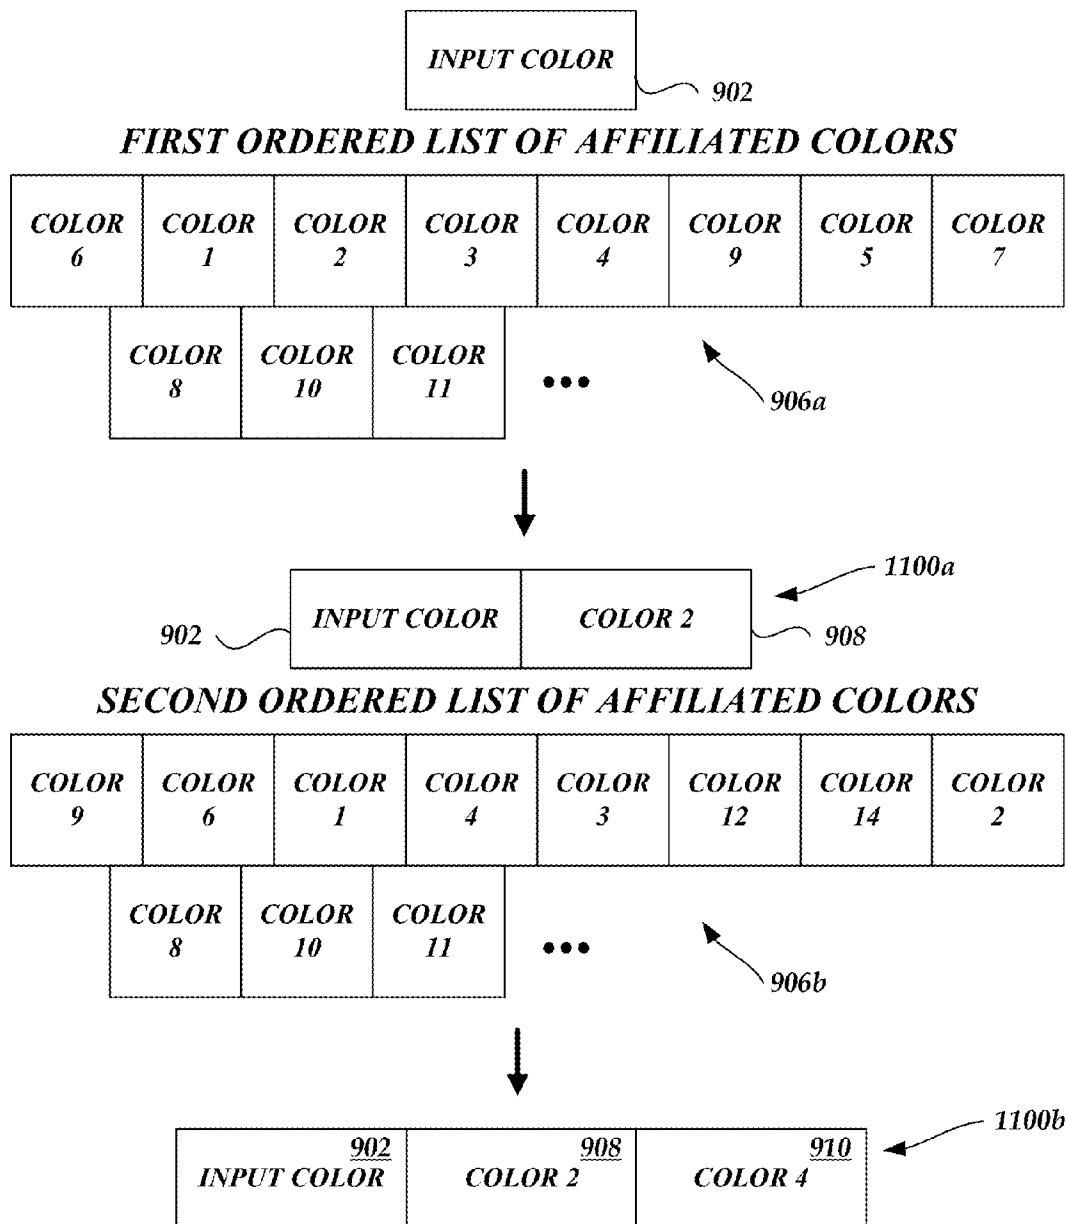 INPUT COLOR
902
FIRST ORDERED LIST OF AFFILIATED COLORS
COLOR COLOR COLOR COLOR COLOR COLOR COLOR COLOR
6 1 2 3 4 9 5 7
COLOR COLOR COLOR
8 10 11 •••
906a
1100a
902 INPUT COLOR COLOR 2 908
SECOND ORDERED LIST OF AFFILIATED COLORS
COLOR COLOR COLOR COLOR COLOR COLOR COLOR COLOR
9 6 1 4 3 12 14 2
COLOR COLOR COLOR
8 10 11 •••
906b
1100b
902 908 910
INPUT COLOR COLOR 2 COLOR 4